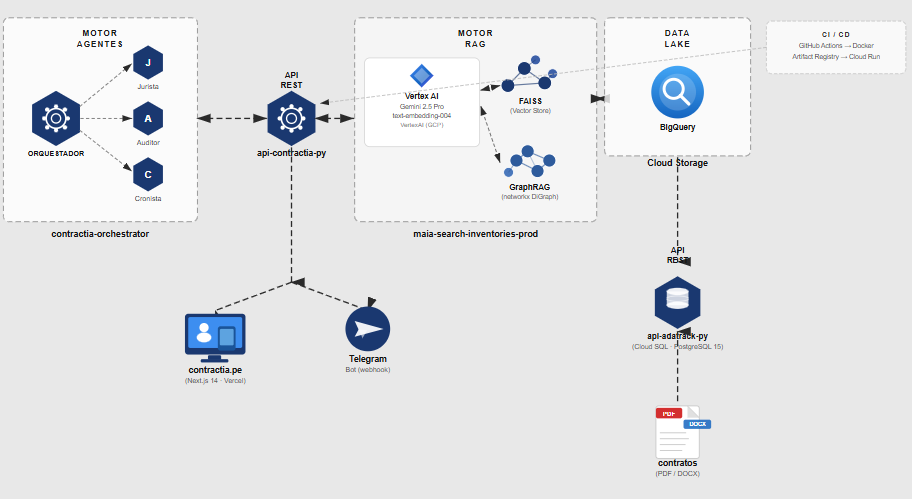 MOTOR
AGENTES
J
Jurista
A
Auditor
C
Cronista
ORQUESTADOR
contractia-orchestrator
API
REST
api-contractia-py
MOTOR
RAG
Vertex AI
Gemini 2.5 Pro
text-embedding-004
VertexAI (GCP)
FAISS
(Vector Store)
GraphRAG
(networkx DiGraph)
maia-search-inventories-prod
DATA
LAKE
BigQuery
Cloud Storage
CI / CD
GitHub Actions → Docker
Artifact Registry → Cloud Run
API
REST
api-adatrack-py
(Cloud SQL · PostgreSQL 15)
PDF
DOCX
contratos
(PDF / DOCX)
contractia.pe
(Next.js 14 · Vercel)
Telegram
Bot (webhook)